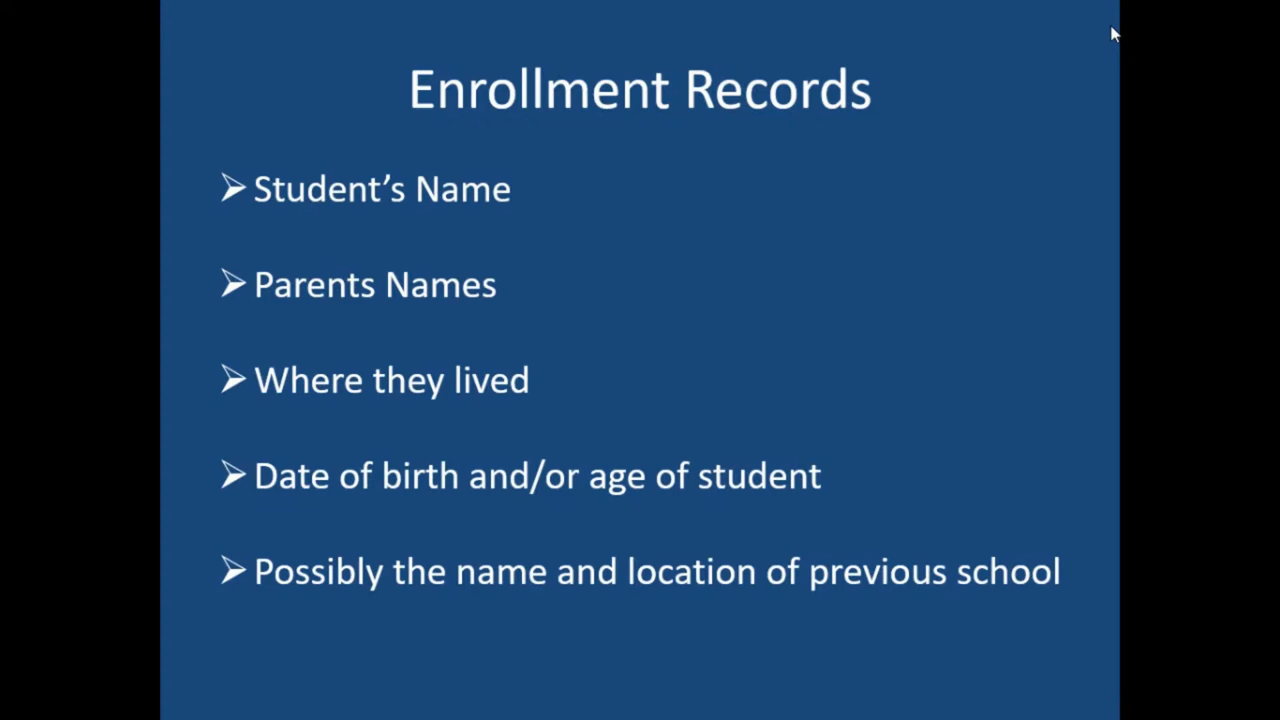 Enrollment Records
➢ Student’s Name
➢ Parents Names
➢ Where they lived
➢ Date of birth and/or age of student
➢ Possibly the name and location of previous school